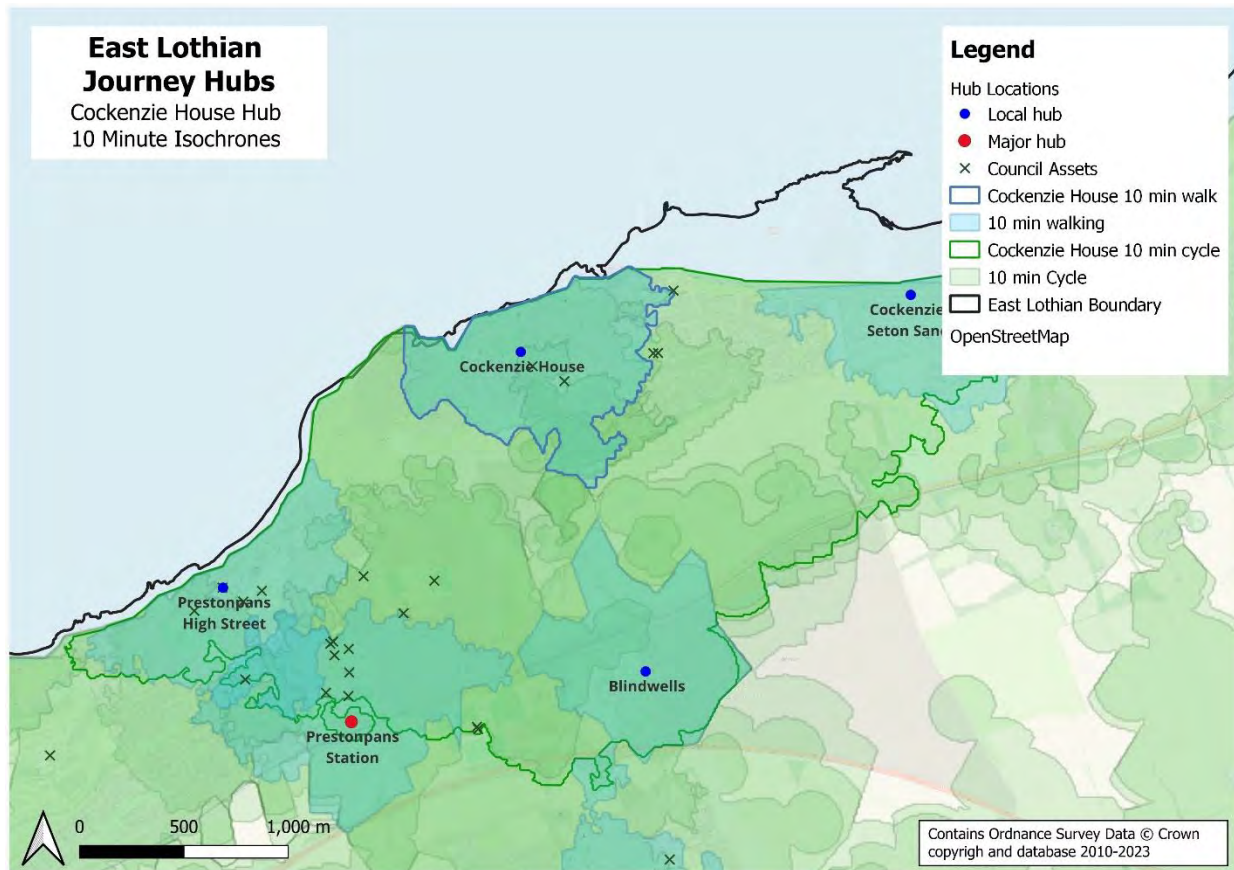 East Lothian
Journey Hubs
Cockenzie House Hub
10 Minute Isochrones
Legend
Hub Locations
Local hub
Major hub
Council Assets
Cockenzie House 10 min walk
10 min walking
Cockenzie House 10 min cycle
10 min Cycle
East Lothian Boundary
OpenStreetMap
Cockenzie
Seton San
Cockenzie House
Prestonpans
High Street
Blindwells
Prestonpans
Station
0 500 1,000 m
Contains Ordnance Survey Data © Crown
copyrigh and database 2010-2023